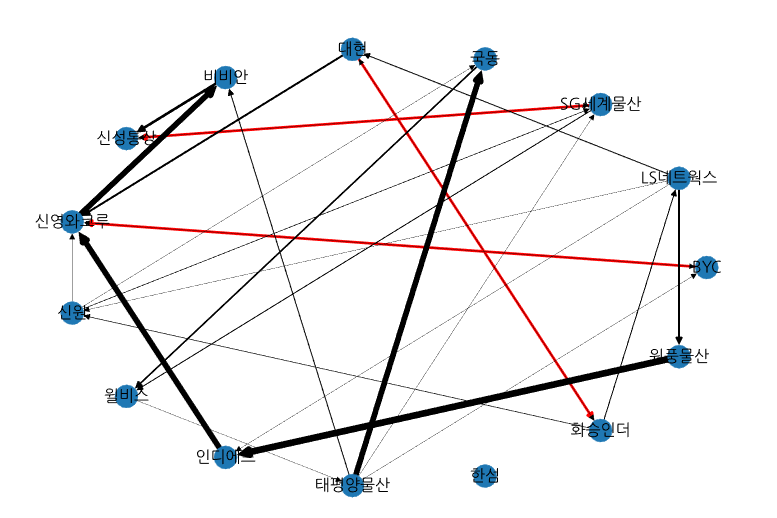 대현
국동
비비안
SG세계물산
신성통상
LS네트웍스
신영와코루
BYC
신원
원풍물산
윌비스
화승인더
인디에프
한섬
태평양물산